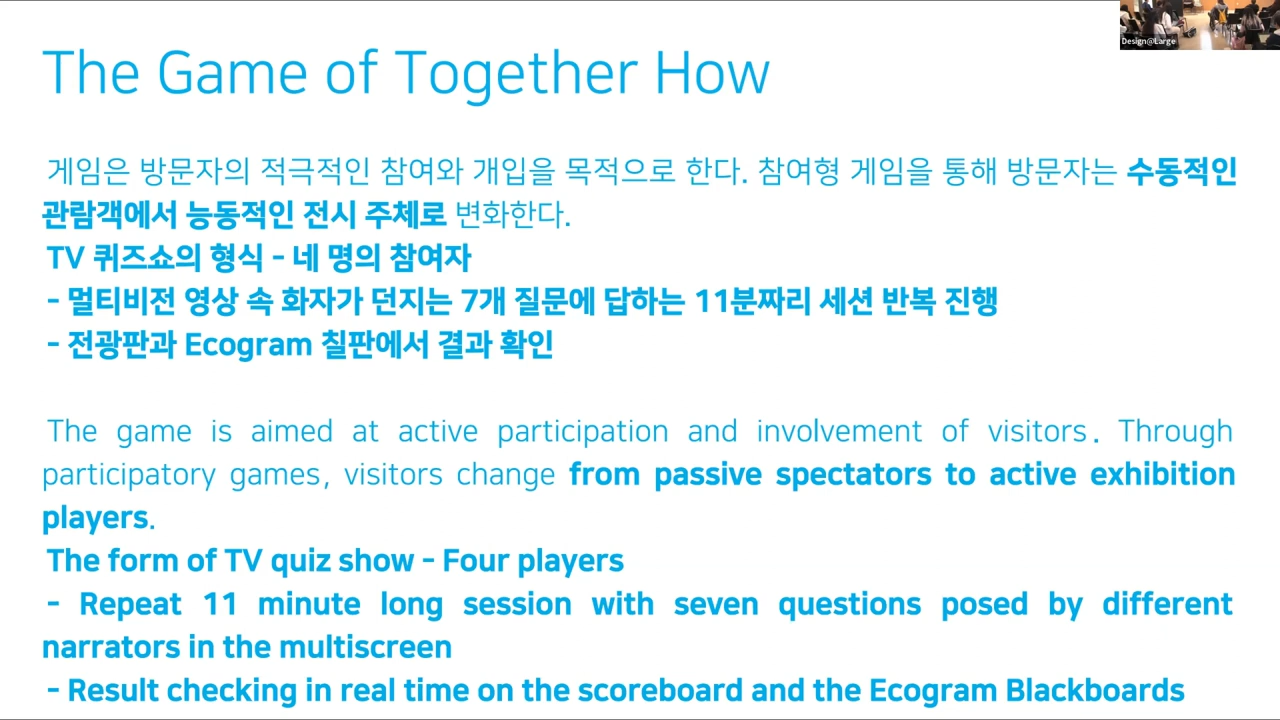 Design@Large
The Game of Together How
게임은 방문자의 적극적인 참여와 개입을 목적으로 한다. 참여형 게임을 통해 방문자는 수동적인
관람객에서 능동적인 전시 주체로 변화한다.
TV 퀴즈쇼의 형식 - 네 명의 참여자
- 멀티비전 영상 속 화자가 던지는 7개 질문에 답하는 11분짜리 세션 반복 진행
- 전광판과 Ecogram 칠판에서 결과 확인
The game is aimed at active participation and involvement of visitors. Through
participatory games, visitors change from passive spectators to active exhibition
players.
The form of TV quiz show - Four players
- Repeat 11 minute long session with seven questions posed by different
narrators in the multiscreen
- Result checking in real time on the scoreboard and the Ecogram Blackboards